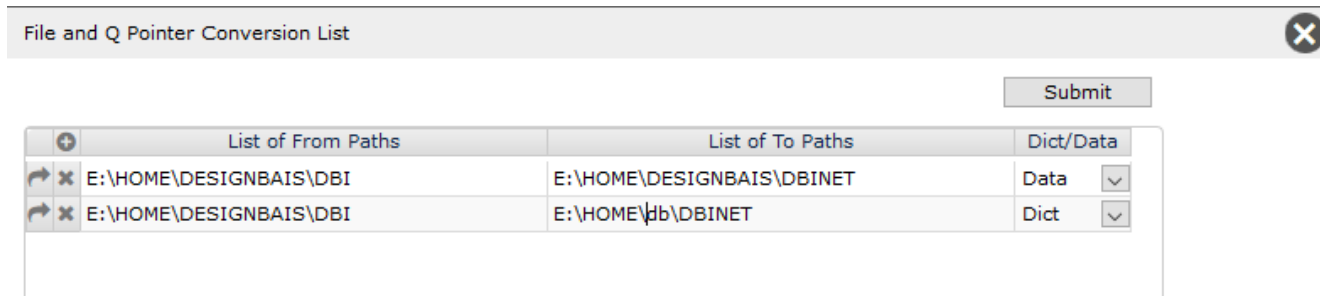 File and Q Pointer Conversion List
Submit
List of From Paths List of To Paths Dict/Data
E:\HOME\DESIGNBAIS\DBI E:\HOME\DESIGNBAIS\DBINET Data
E:\HOME\DESIGNBAIS\DBI E:\HOME\db\DBINET Dict